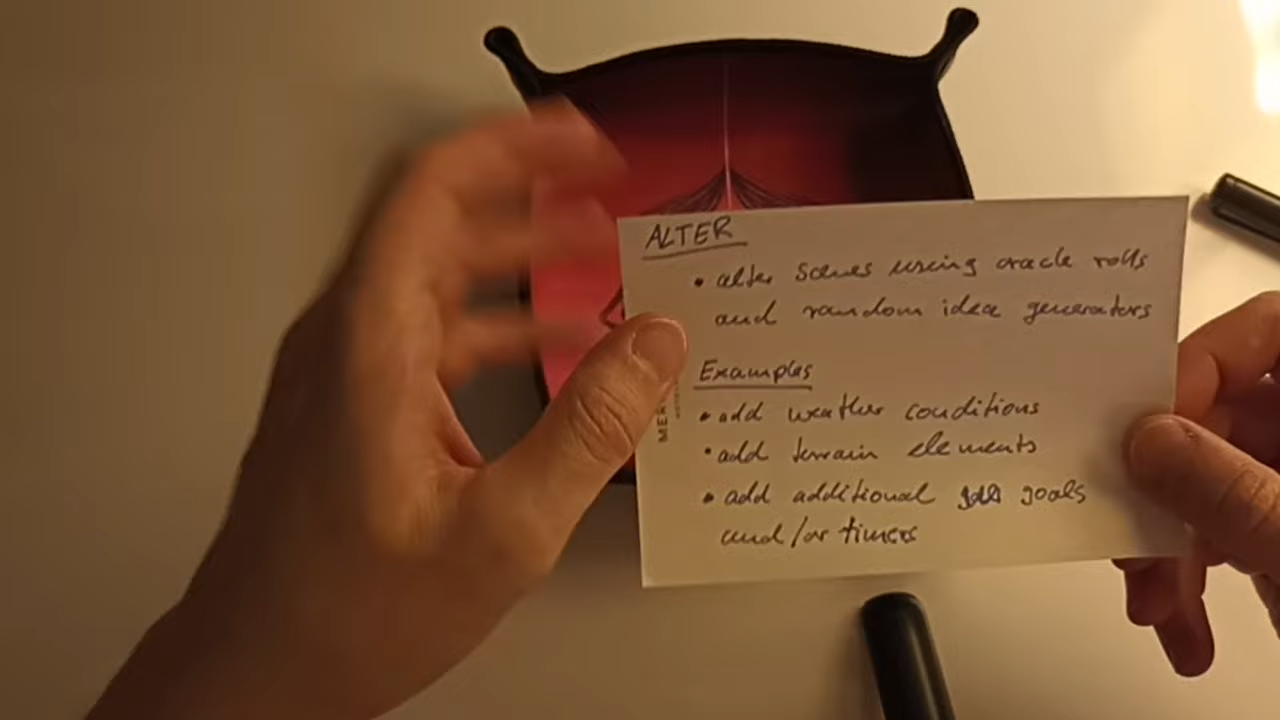 ALTER
• alter scenes using oracle rolls
and random idea generators
Examples
• add weather conditions
• add terrain elements
• add additional goals
and/or timers